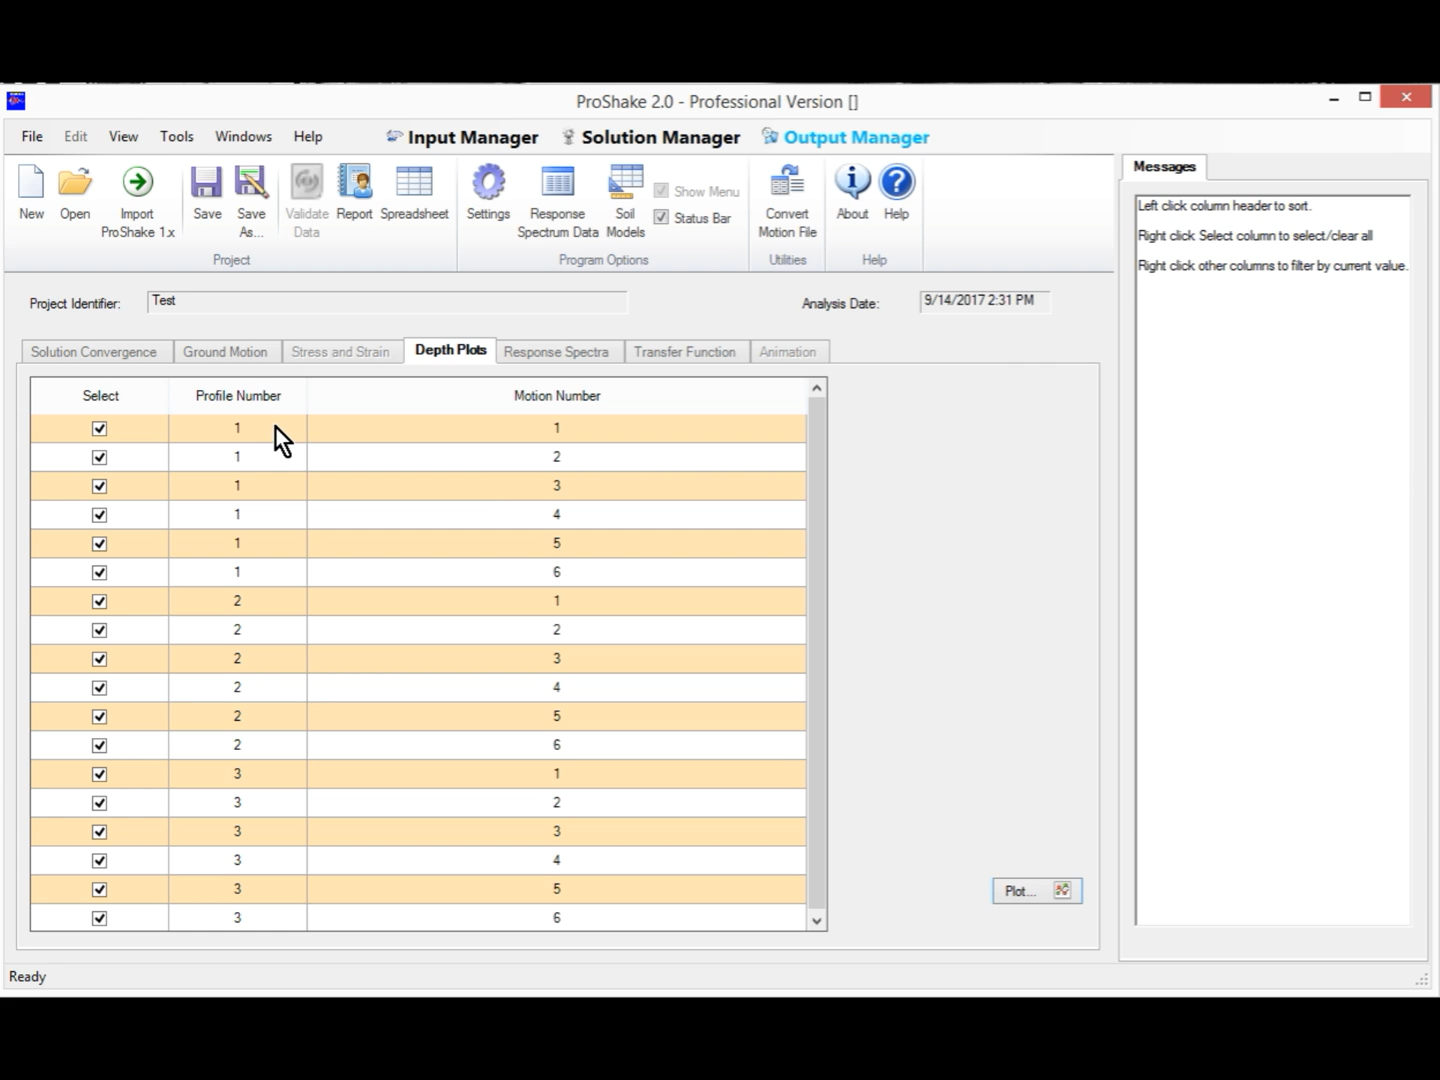 ProShake 2.0 - Professional Version []
File Edit View Tools Windows Help Input Manager Solution Manager Output Manager
New Open Import ProShake 1.x Save Save As... Validate Data Report Spreadsheet Settings Response Spectrum Data Soil Models Show Menu Status Bar Convert Motion File About Help
Project Program Options Utilities Help
Project Identifier: Test Analysis Date: 9/14/2017 2:31 PM
Solution Convergence Ground Motion Stress and Strain Depth Plots Response Spectra Transfer Function Animation
Select Profile Number Motion Number
1 1
1 2
1 3
1 4
1 5
1 6
2 1
2 2
2 3
2 4
2 5
2 6
3 1
3 2
3 3
3 4
3 5
3 6
Plot...
Messages
Left click column header to sort.
Right click Select column to select/clear all
Right click other columns to filter by current value.
Ready